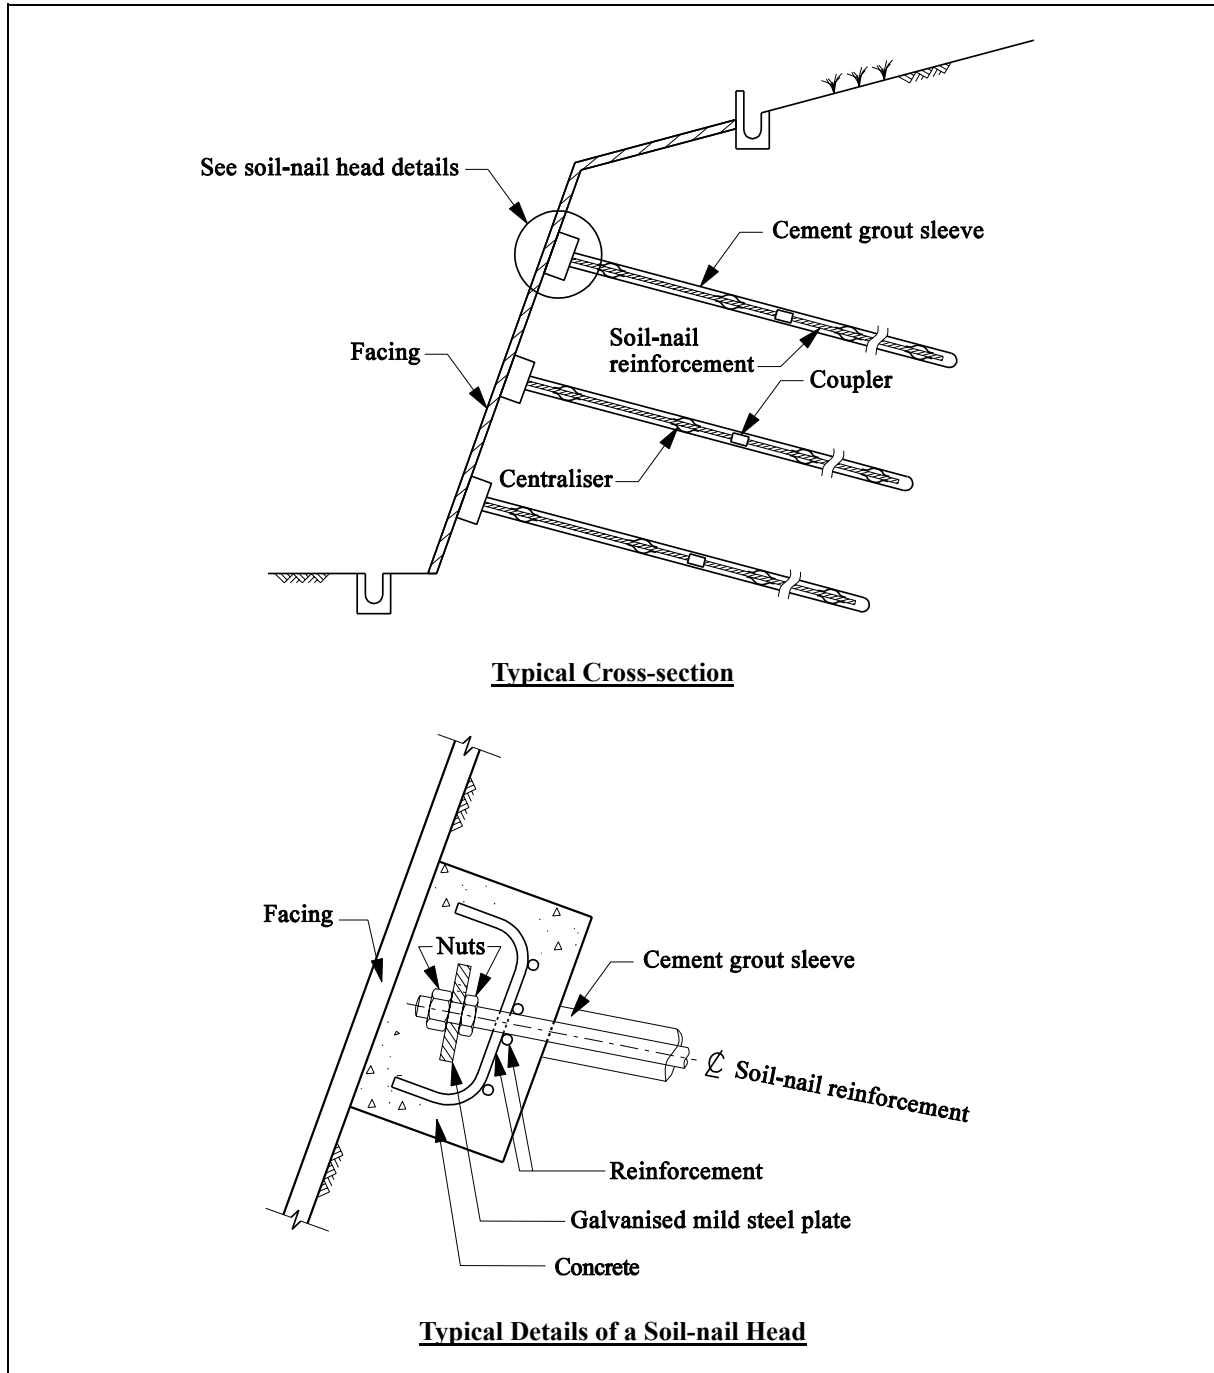 See soil-nail head details
Cement grout sleeve
Soil-nail
reinforcement
Facing
Coupler
Centraliser
Typical Cross-section
Facing
Nuts
Cement grout sleeve
℄ Soil-nail reinforcement
Reinforcement
Galvanised mild steel plate
Concrete
Typical Details of a Soil-nail Head